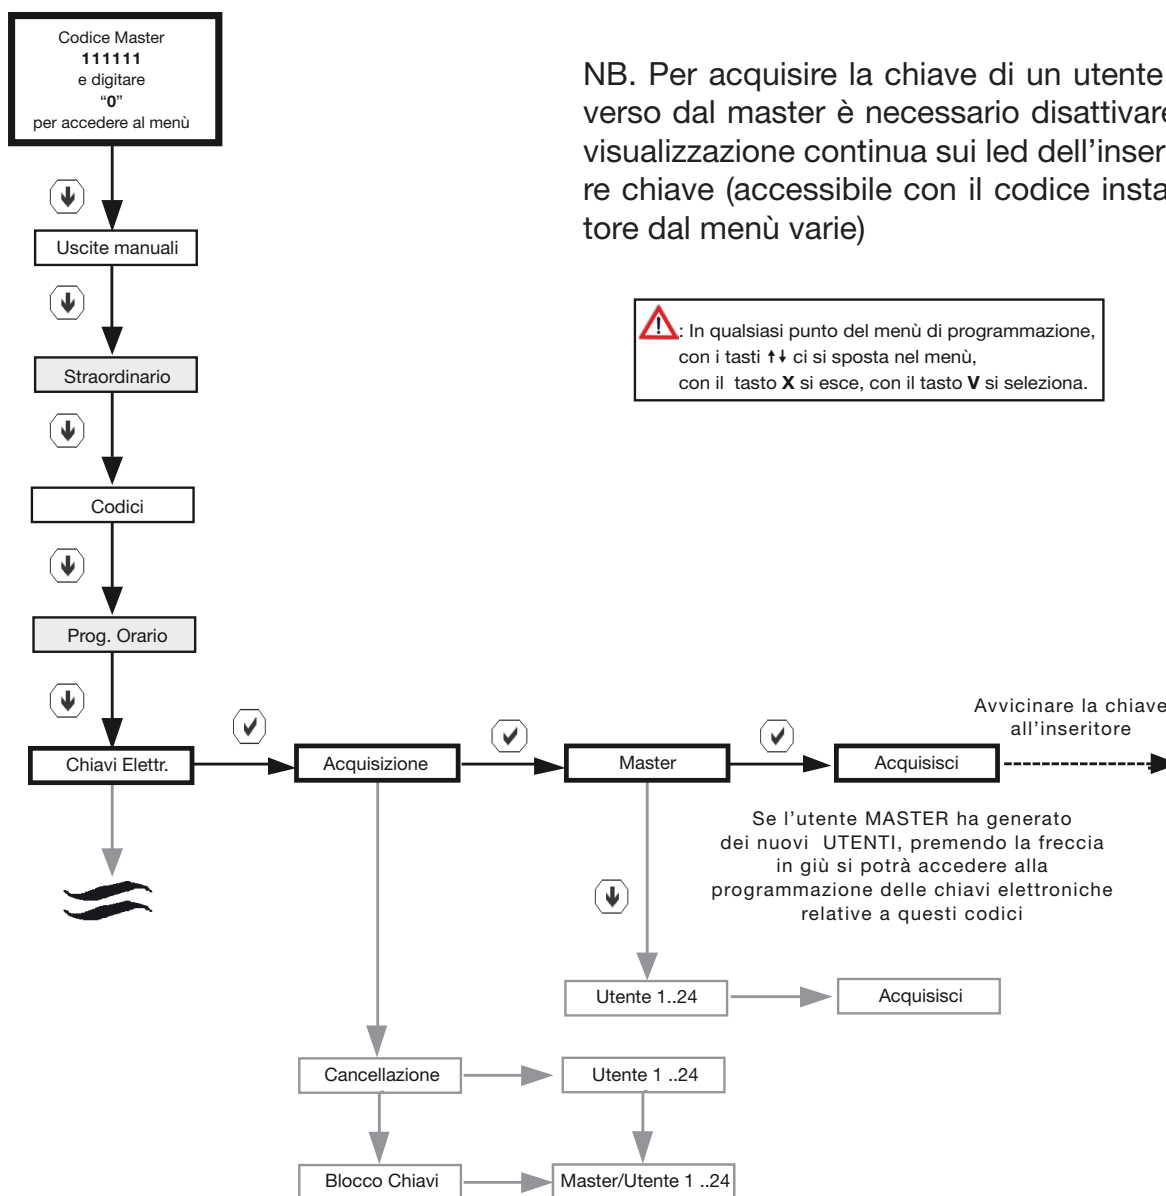 Codice Master
111111
e digitare
“0”
per accedere al menù
NB. Per acquisire la chiave di un utente
verso dal master è necessario disattivare
visualizzazione continua sui led dell’inser
re chiave (accessibile con il codice insta
tore dal menù varie)
Uscite manuali
: In qualsiasi punto del menù di programmazione,
con i tasti ↑↓ ci si sposta nel menù,
con il tasto X si esce, con il tasto V si seleziona.
Straordinario
Codici
Prog. Orario
Chiavi Elettr.
Acquisizione
Master
Acquisisci
Avvicinare la chiave
all’inseritore
Se l’utente MASTER ha generato
dei nuovi UTENTI, premendo la freccia
in giù si potrà accedere alla
programmazione delle chiavi elettroniche
relative a questi codici
Utente 1..24
Acquisisci
Cancellazione
Utente 1 ..24
Blocco Chiavi
Master/Utente 1 ..24